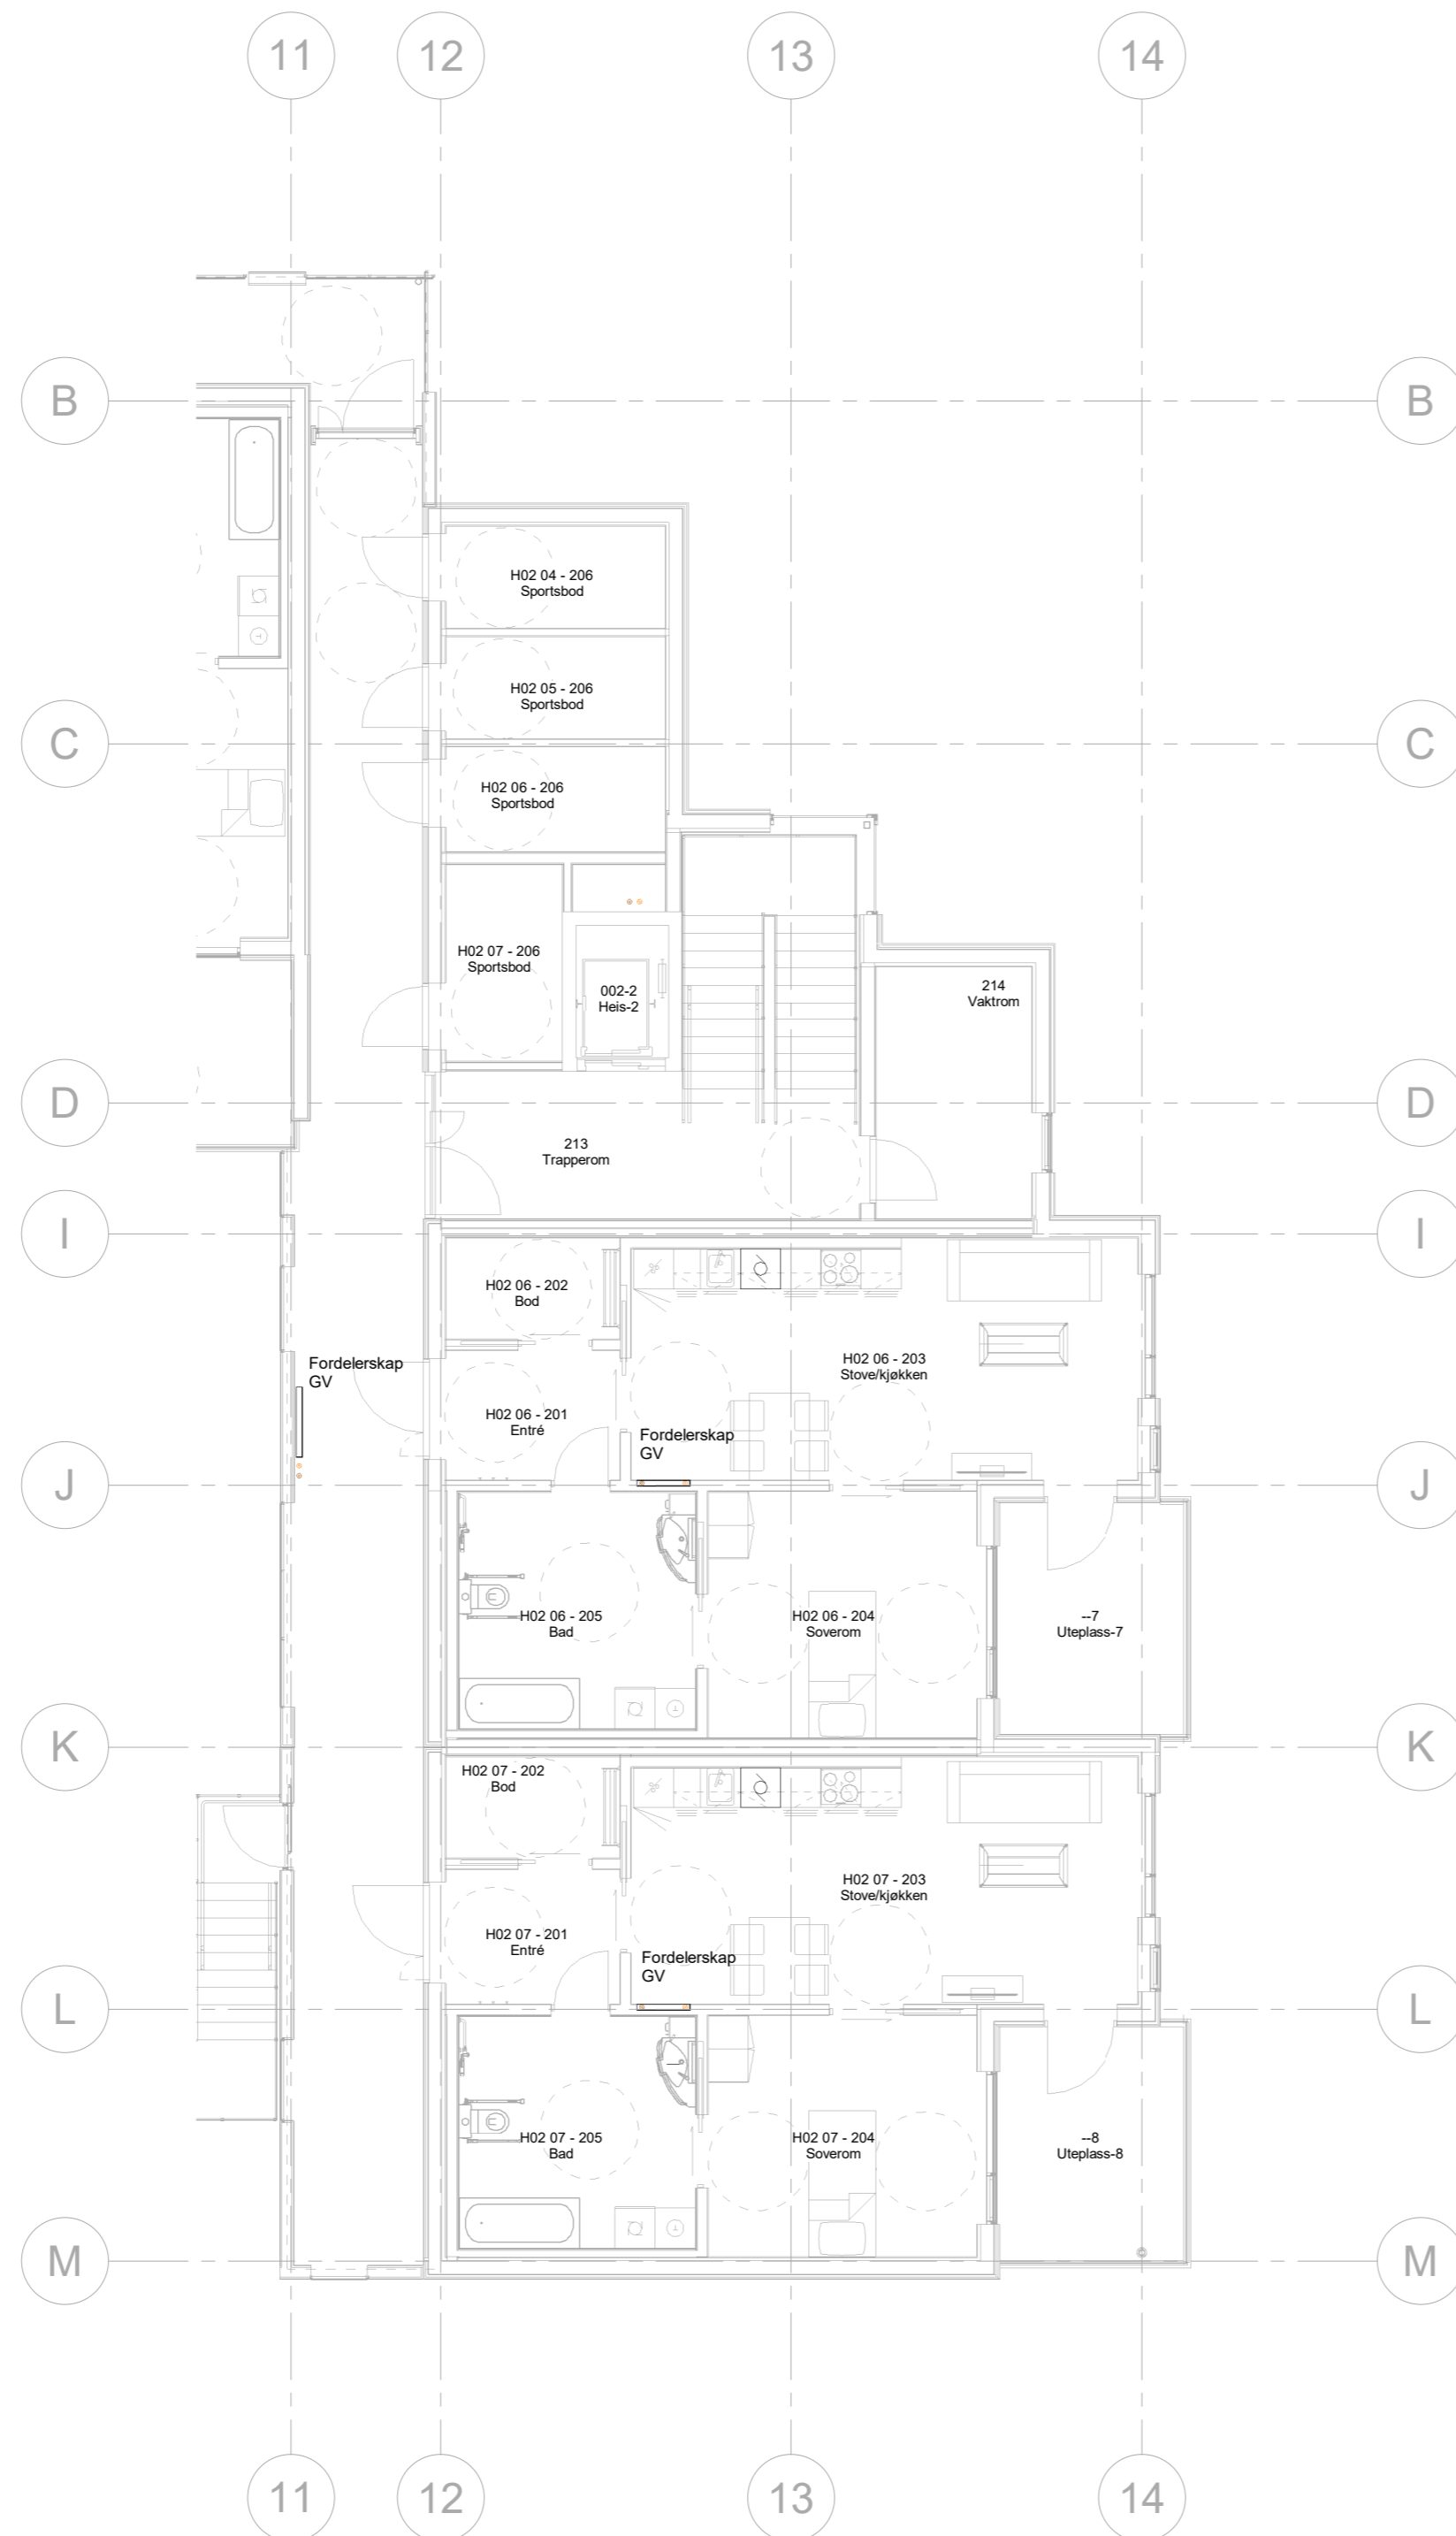 11
12
13
14
B
B
H02 04 - 206
Sportsbod
H02 05 - 206
Sportsbod
C
C
H02 06 - 206
Sportsbod
H02 07 - 206
Sportsbod
002-2
Heis-2
214
Vaktrom
D
D
213
Trapperom
I
I
H02 06 - 202
Bod
Fordelerskap
GV
H02 06 - 203
Stove/kjøkken
H02 06 - 201
Entré
Fordelerskap
GV
J
J
H02 06 - 205
Bad
H02 06 - 204
Soverom
--7
Uteplass-7
K
K
H02 07 - 202
Bod
H02 07 - 203
Stove/kjøkken
H02 07 - 201
Entré
Fordelerskap
GV
L
L
H02 07 - 205
Bad
H02 07 - 204
Soverom
--8
Uteplass-8
M
M
11
12
13
14